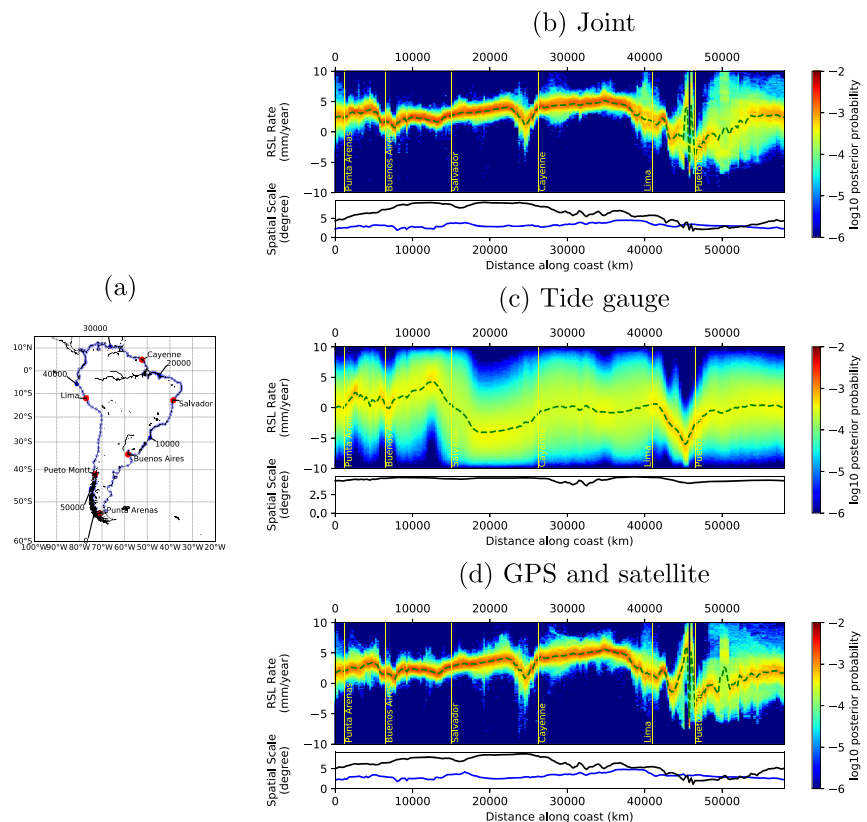 (b) Joint
0 10000 20000 30000 40000 50000
10
5
0
−5
−10
RSL Rate
(mm/year)
Punta Arenas
Buenos Aires
Salvador
Cayenne
Lima
5
0
Spatial Scale
(degree)
0 10000 20000 30000 40000 50000
Distance along coast (km)
−2
−3
−4
−5
−6
log10 posterior probability
(a)
30000
10°N
0°
10°S
20°S
30°S
40°S
50°S
60°S
Cayenne
20000
40000
Lima
Salvador
10000
Buenos Aires
Pueto Montt
50000
Punta Arenas
0
100°W 90°W 80°W 70°W 60°W 50°W 40°W 30°W 20°W
(c) Tide gauge
0 10000 20000 30000 40000 50000
10
5
0
−5
−10
RSL Rate
(mm/year)
Buenos Aires
Cayenne
Lima
2.5
0.0
Spatial Scale
(degree)
0 10000 20000 30000 40000 50000
Distance along coast (km)
−2
−3
−4
−5
−6
log10 posterior probability
(d) GPS and satellite
0 10000 20000 30000 40000 50000
10
5
0
−5
−10
RSL Rate
(mm/year)
Punta Arenas
Buenos Aires
Salvador
Cayenne
Lima
5
0
Spatial Scale
(degree)
0 10000 20000 30000 40000 50000
Distance along coast (km)
−2
−3
−4
−5
−6
log10 posterior probability